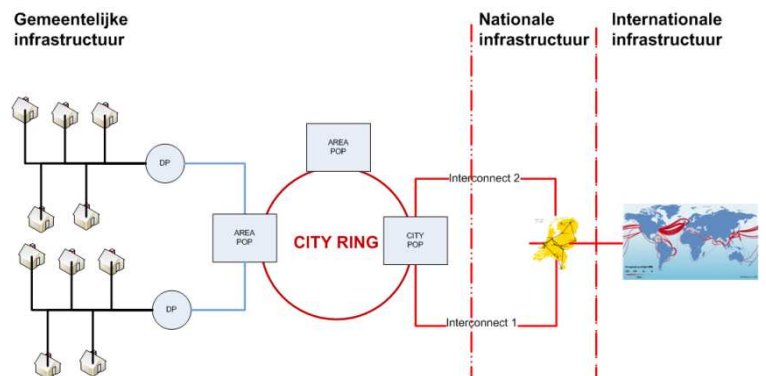 Gemeentelijke
infrastructuur
Nationale
infrastructuur
Internationale
infrastructuur
AREA
POP
DP
Interconnect 2
AREA
POP
CITY RING
CITY
POP
DP
Interconnect 1